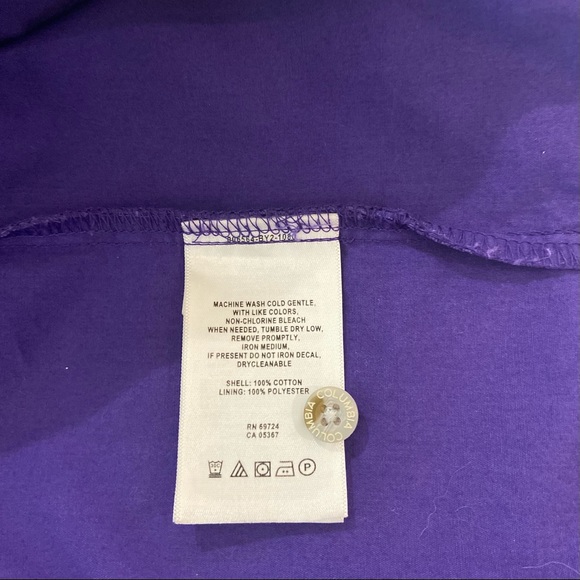 MACHINE WASH COLD GENTLE,
WITH LIKE COLORS,
NON-CHLORINE BLEACH
WHEN NEEDED, TUMBLE DRY LOW,
REMOVE PROMPTLY,
IRON MEDIUM,
IF PRESENT DO NOT IRON DECAL,
DRYCLEANABLE
SHELL: 100% COTTON
LINING: 100% POLYESTER
COLUMBIA COLUMBIA
RN 69724
CA 05367
P